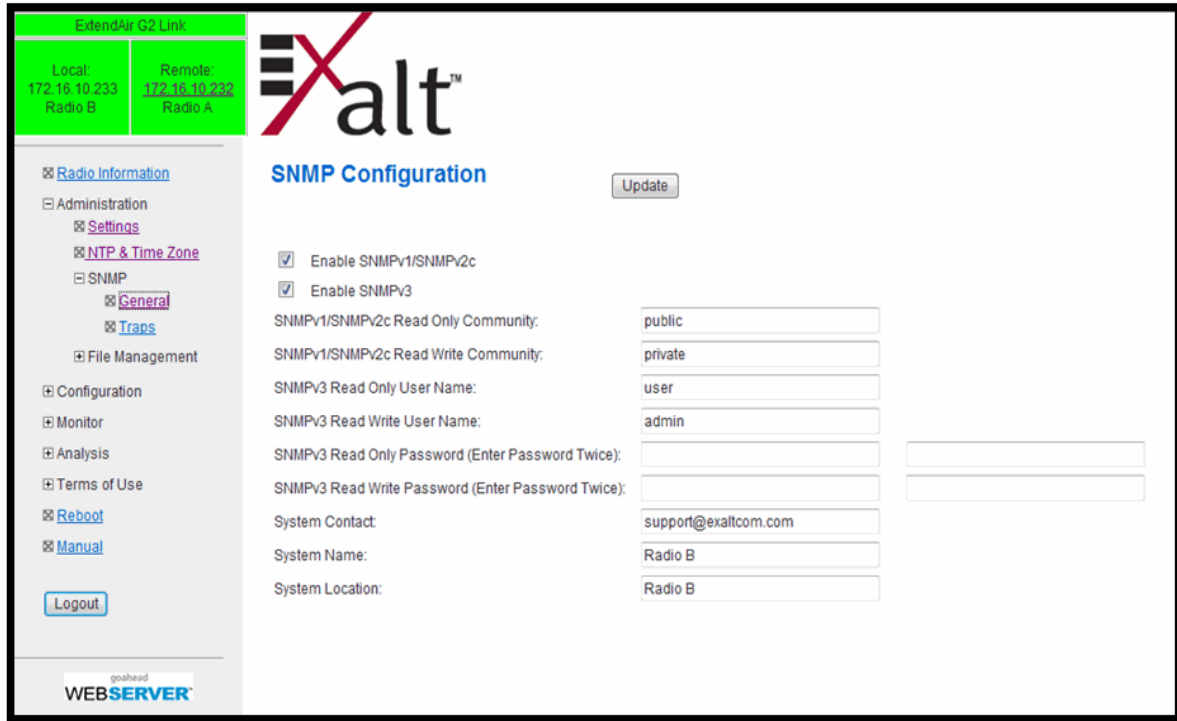 ExtendAir G2 Link
Local:
172.16.10.233
Radio B
Remote:
172.16.10.232
Radio A
EXalt™
Radio Information
Administration
Settings
NTP & Time Zone
SNMP
General
Traps
File Management
Configuration
Monitor
Analysis
Terms of Use
Reboot
Manual
Logout
goahead
WEBSERVER
SNMP Configuration
Update
Enable SNMPv1/SNMPv2c
Enable SNMPv3
SNMPv1/SNMPv2c Read Only Community: public
SNMPv1/SNMPv2c Read Write Community: private
SNMPv3 Read Only User Name: user
SNMPv3 Read Write User Name: admin
SNMPv3 Read Only Password (Enter Password Twice):
SNMPv3 Read Write Password (Enter Password Twice):
System Contact: support@exaltcom.com
System Name: Radio B
System Location: Radio B